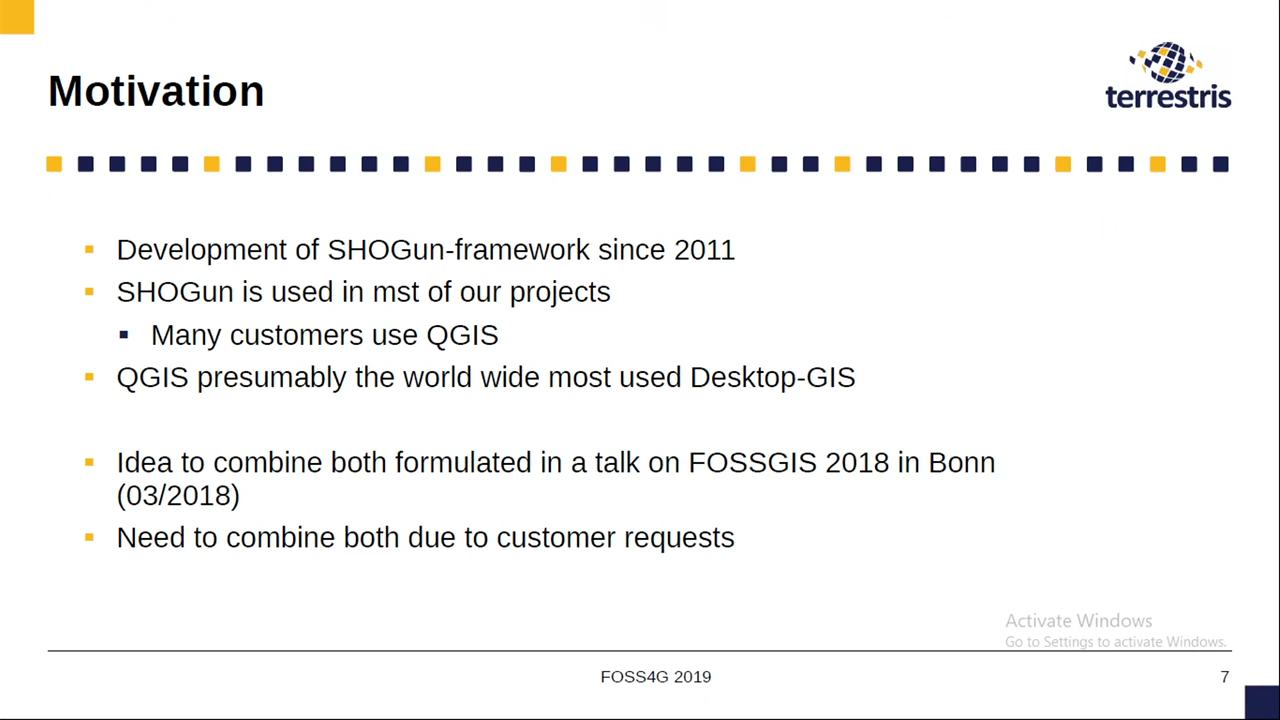 Motivation
terrestris
Development of SHOGun-framework since 2011
SHOGun is used in mst of our projects
Many customers use QGIS
QGIS presumably the world wide most used Desktop-GIS
Idea to combine both formulated in a talk on FOSSGIS 2018 in Bonn
(03/2018)
Need to combine both due to customer requests
Activate Windows
Go to Settings to activate Windows.
FOSS4G 2019
7